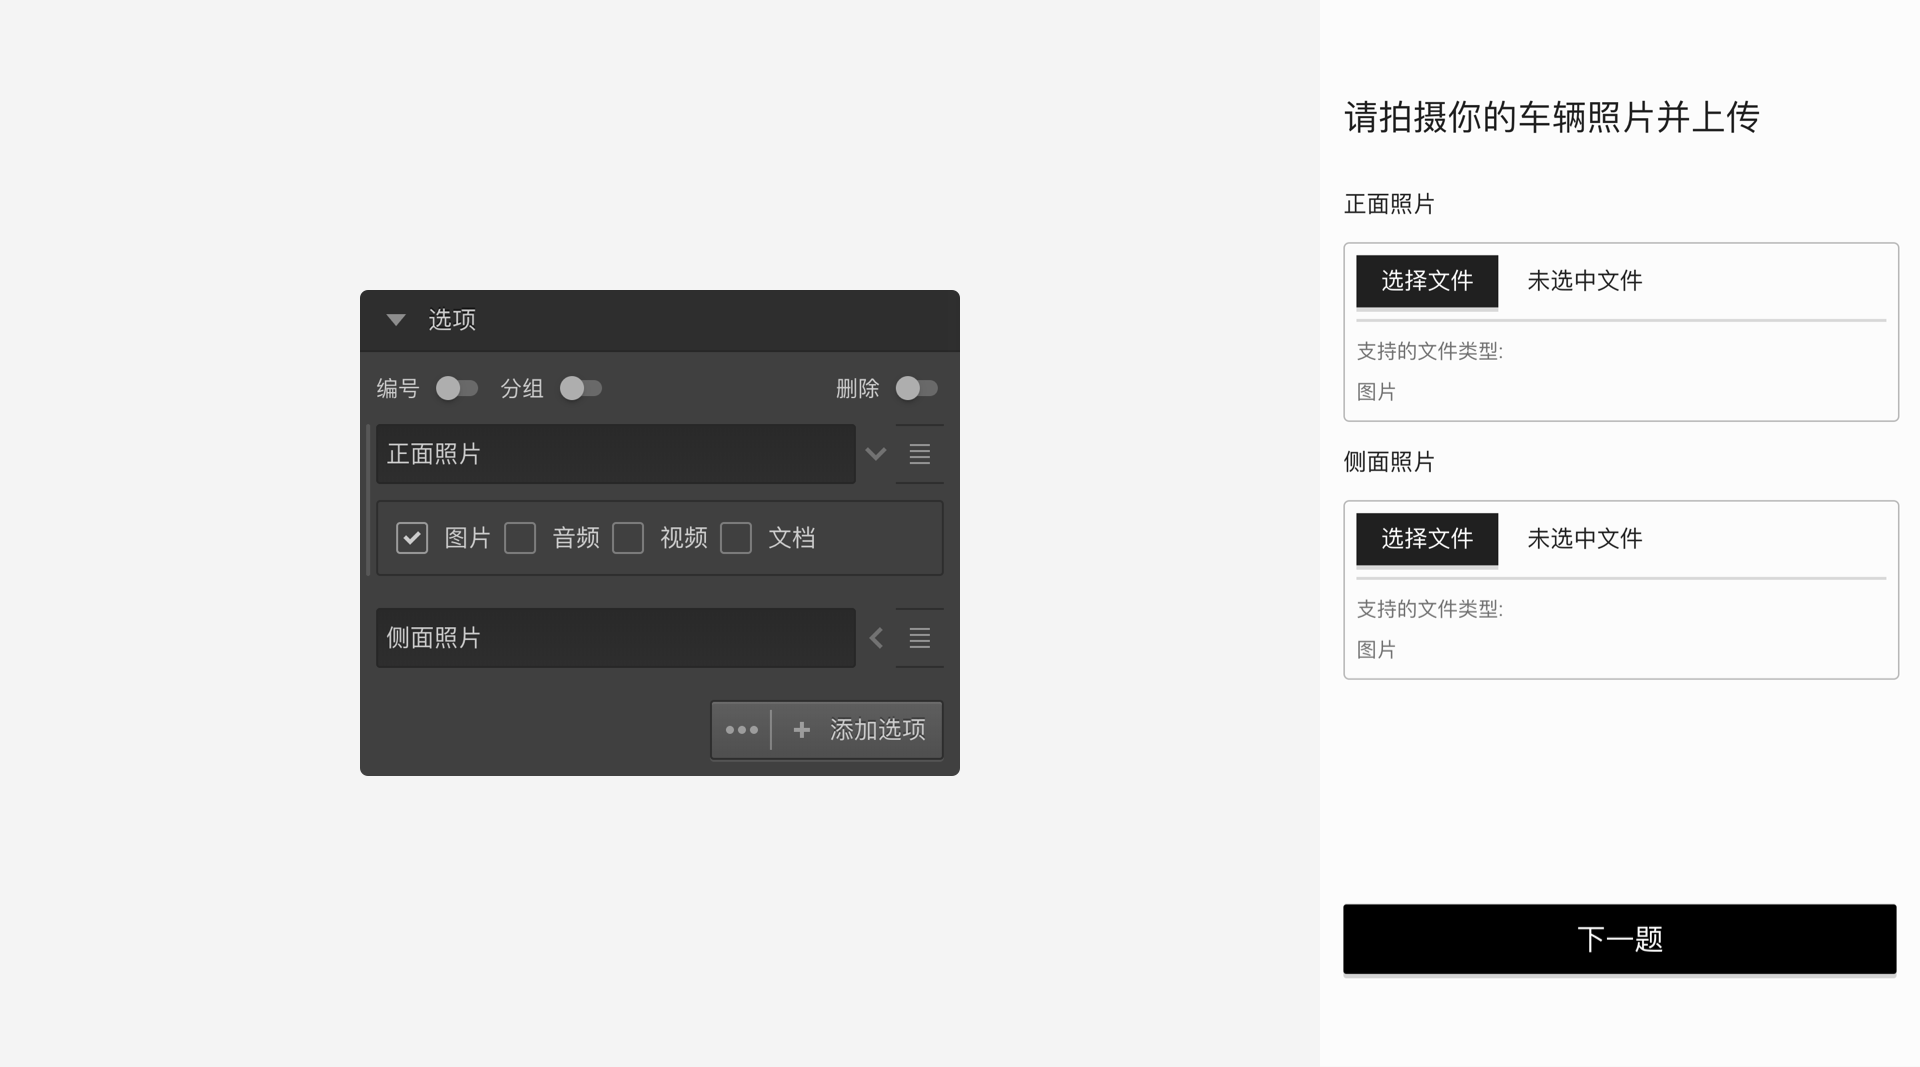 选项
编号 分组 删除
正面照片
图片 音频 视频 文档
侧面照片
添加选项
请拍摄你的车辆照片并上传
正面照片
选择文件 未选中文件
支持的文件类型:
图片
侧面照片
选择文件 未选中文件
支持的文件类型:
图片
下一题